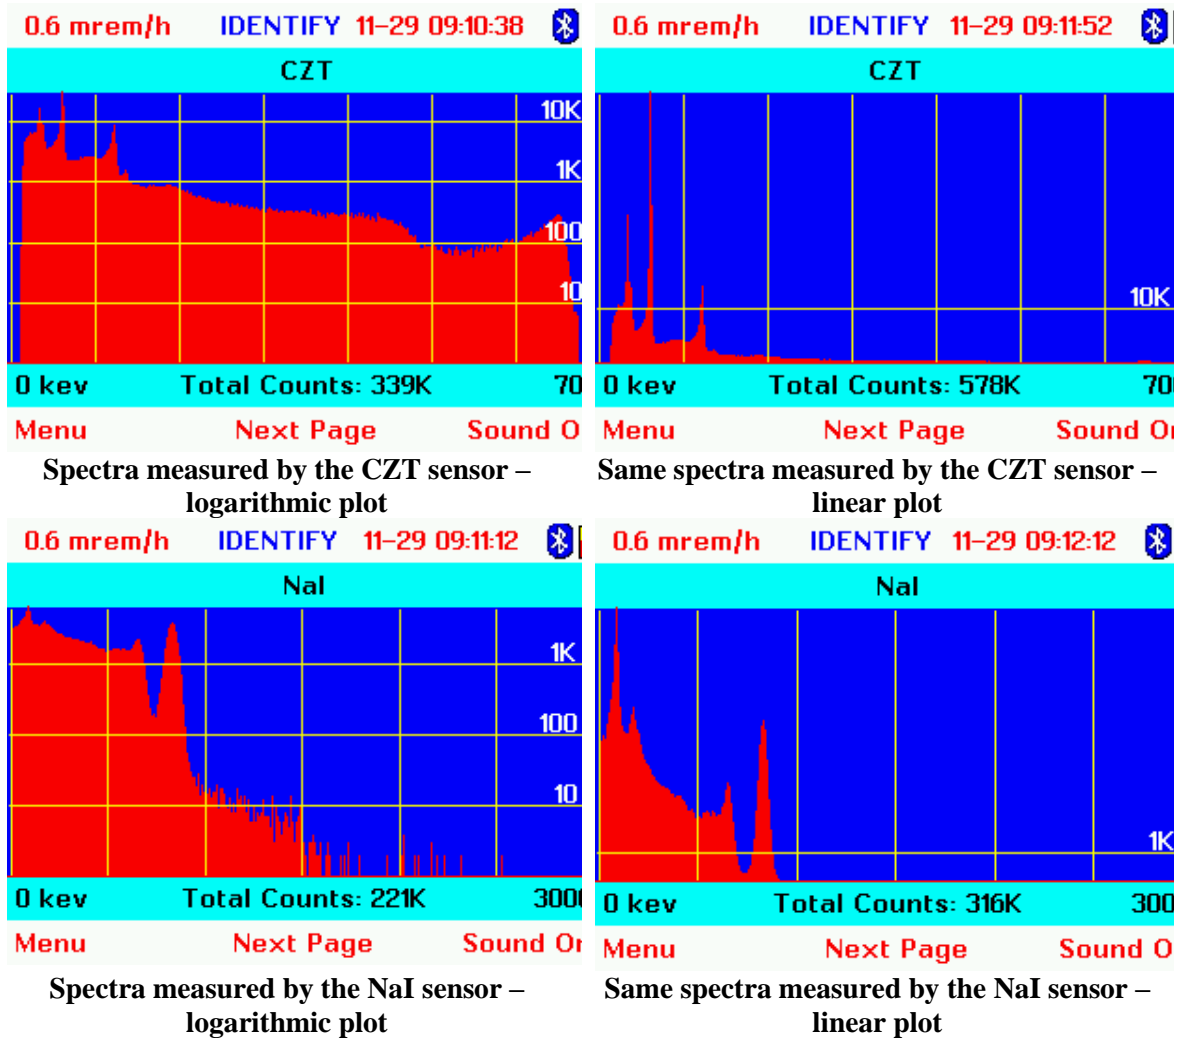 0.6 mrem/h IDENTIFY 11-29 09:10:38
CZT
10K
1K
100
10
0 kev Total Counts: 339K 70
Menu Next Page Sound O
Spectra measured by the CZT sensor –
logarithmic plot
0.6 mrem/h IDENTIFY 11-29 09:11:52
CZT
10K
0 kev Total Counts: 578K 70
Menu Next Page Sound On
Same spectra measured by the CZT sensor –
linear plot
0.6 mrem/h IDENTIFY 11-29 09:11:12
NaI
1K
100
10
0 kev Total Counts: 221K 3000
Menu Next Page Sound On
Spectra measured by the NaI sensor –
logarithmic plot
0.6 mrem/h IDENTIFY 11-29 09:12:12
NaI
1K
0 kev Total Counts: 316K 300
Menu Next Page Sound O
Same spectra measured by the NaI sensor –
linear plot